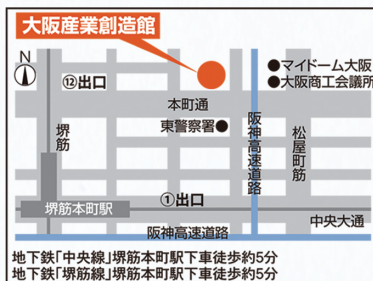 大阪産業創造館
N
⑫出口
●マイドーム大阪
●大阪商工会議所
本町通
堺筋
東警察署●
阪神高速道路
松屋町筋
①出口
堺筋本町駅
中央大通
阪神高速道路
地下鉄「中央線」堺筋本町駅下車徒歩約5分
地下鉄「堺筋線」堺筋本町駅下車徒歩約5分